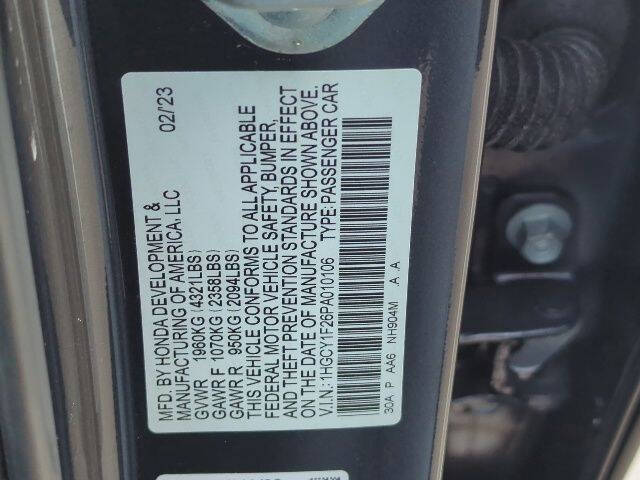 MFD. BY HONDA DEVELOPMENT & 02/23
MANUFACTURING OF AMERICA, LLC
GVWR 1960KG (4321LBS)
GAWR F 1070KG (2358LBS)
GAWR R 950KG (2094LBS)
THIS VEHICLE CONFORMS TO ALL APPLICABLE
FEDERAL MOTOR VEHICLE SAFETY, BUMPER,
AND THEFT PREVENTION STANDARDS IN EFFECT
ON THE DATE OF MANUFACTURE SHOWN ABOVE.
V.I.N.: 1HGCY1F26PA010106 TYPE: PASSENGER CAR
30A P AA6 NH904M A A